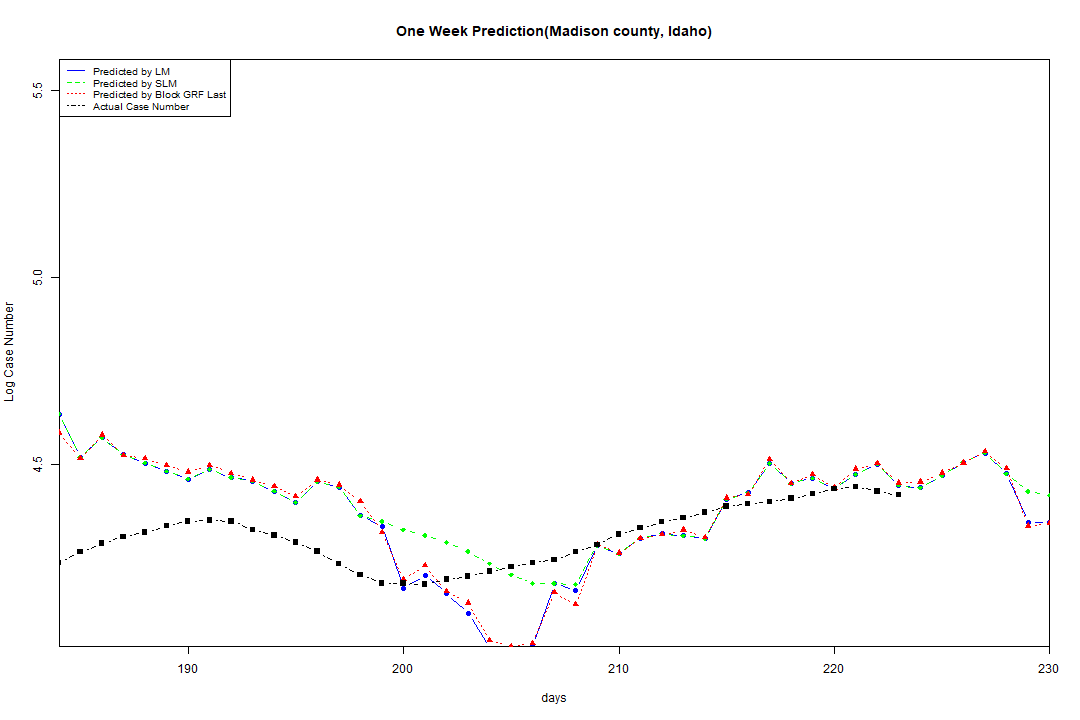 One Week Prediction(Madison county, Idaho)
Predicted by LM
Predicted by SLM
Predicted by Block GRF Last
Actual Case Number
5.5
5.0
4.5
Log Case Number
190
200
210
220
230
days